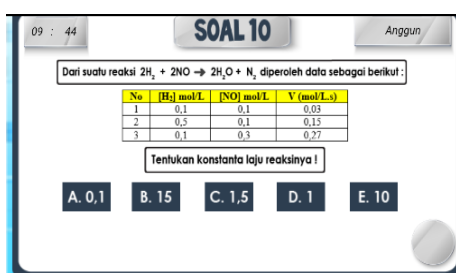 09 : 44
SOAL 10
Anggun
Dari suatu reaksi 2H₂ + 2NO → 2H₂O + N₂ diperoleh data sebagai berikut :
No [H₂] mol/L [NO] mol/L V (mol/L.s)
1 0,1 0,1 0,03
2 0,5 0,1 0,15
3 0,1 0,3 0,27
Tentukan konstanta laju reaksinya !
A. 0,1 B. 15 C. 1,5 D. 1 E. 10